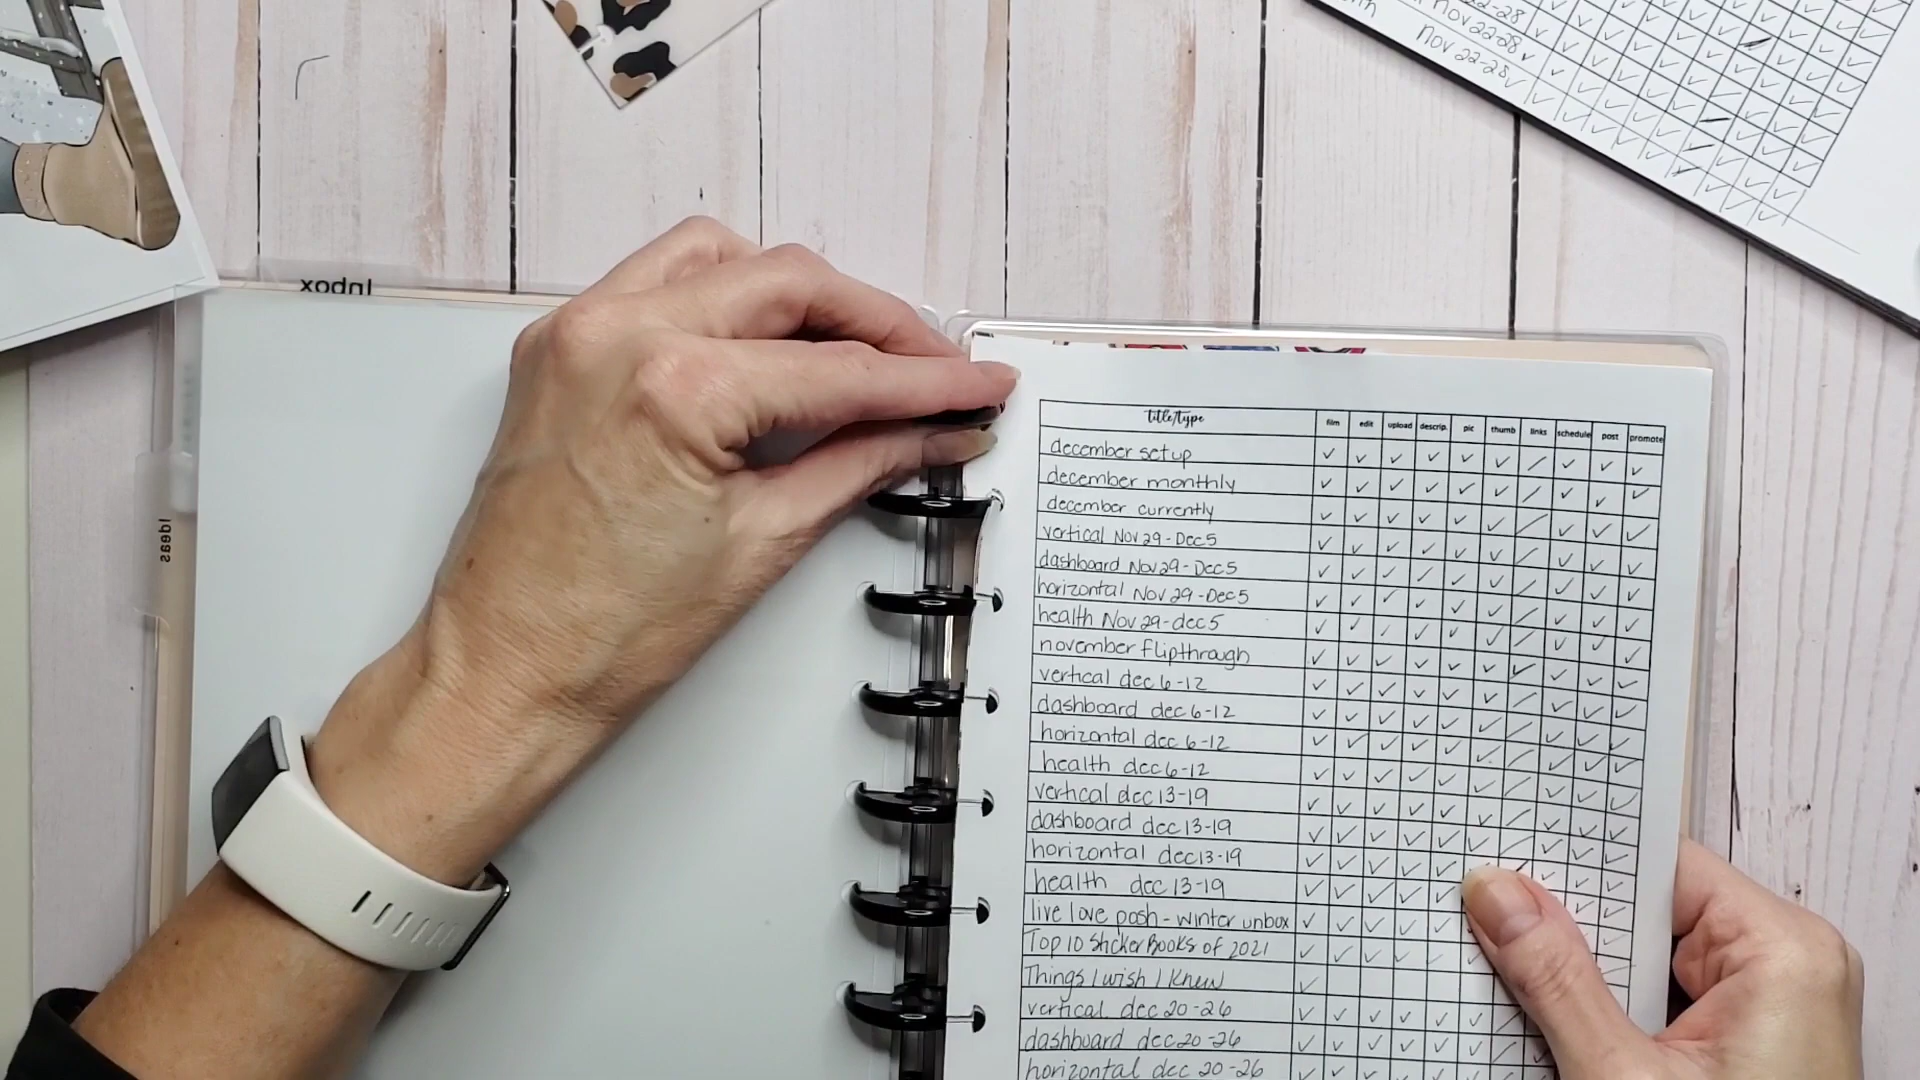 22-28
Nov 22-28
nov 22-28
Inbox
Ideas
title/type film edit upload descrip. pic thumb links schedule post promote
december setup
december monthly
december currently
vertical Nov 29 - Dec 5
dashboard Nov 29 - Dec 5
horizontal Nov 29 - Dec 5
health Nov 29 - dec 5
november flipthrough
vertical dec 6-12
dashboard dec 6-12
horizontal dec 6-12
health dec 6-12
vertical dec 13-19
dashboard dec 13-19
horizontal dec 13-19
health dec 13-19
live love posh - winter unbox
Top 10 Sticker Books of 2021
Things I wish I Knew
vertical dec 20-26
dashboard dec 20-26
horizontal dec 20-26